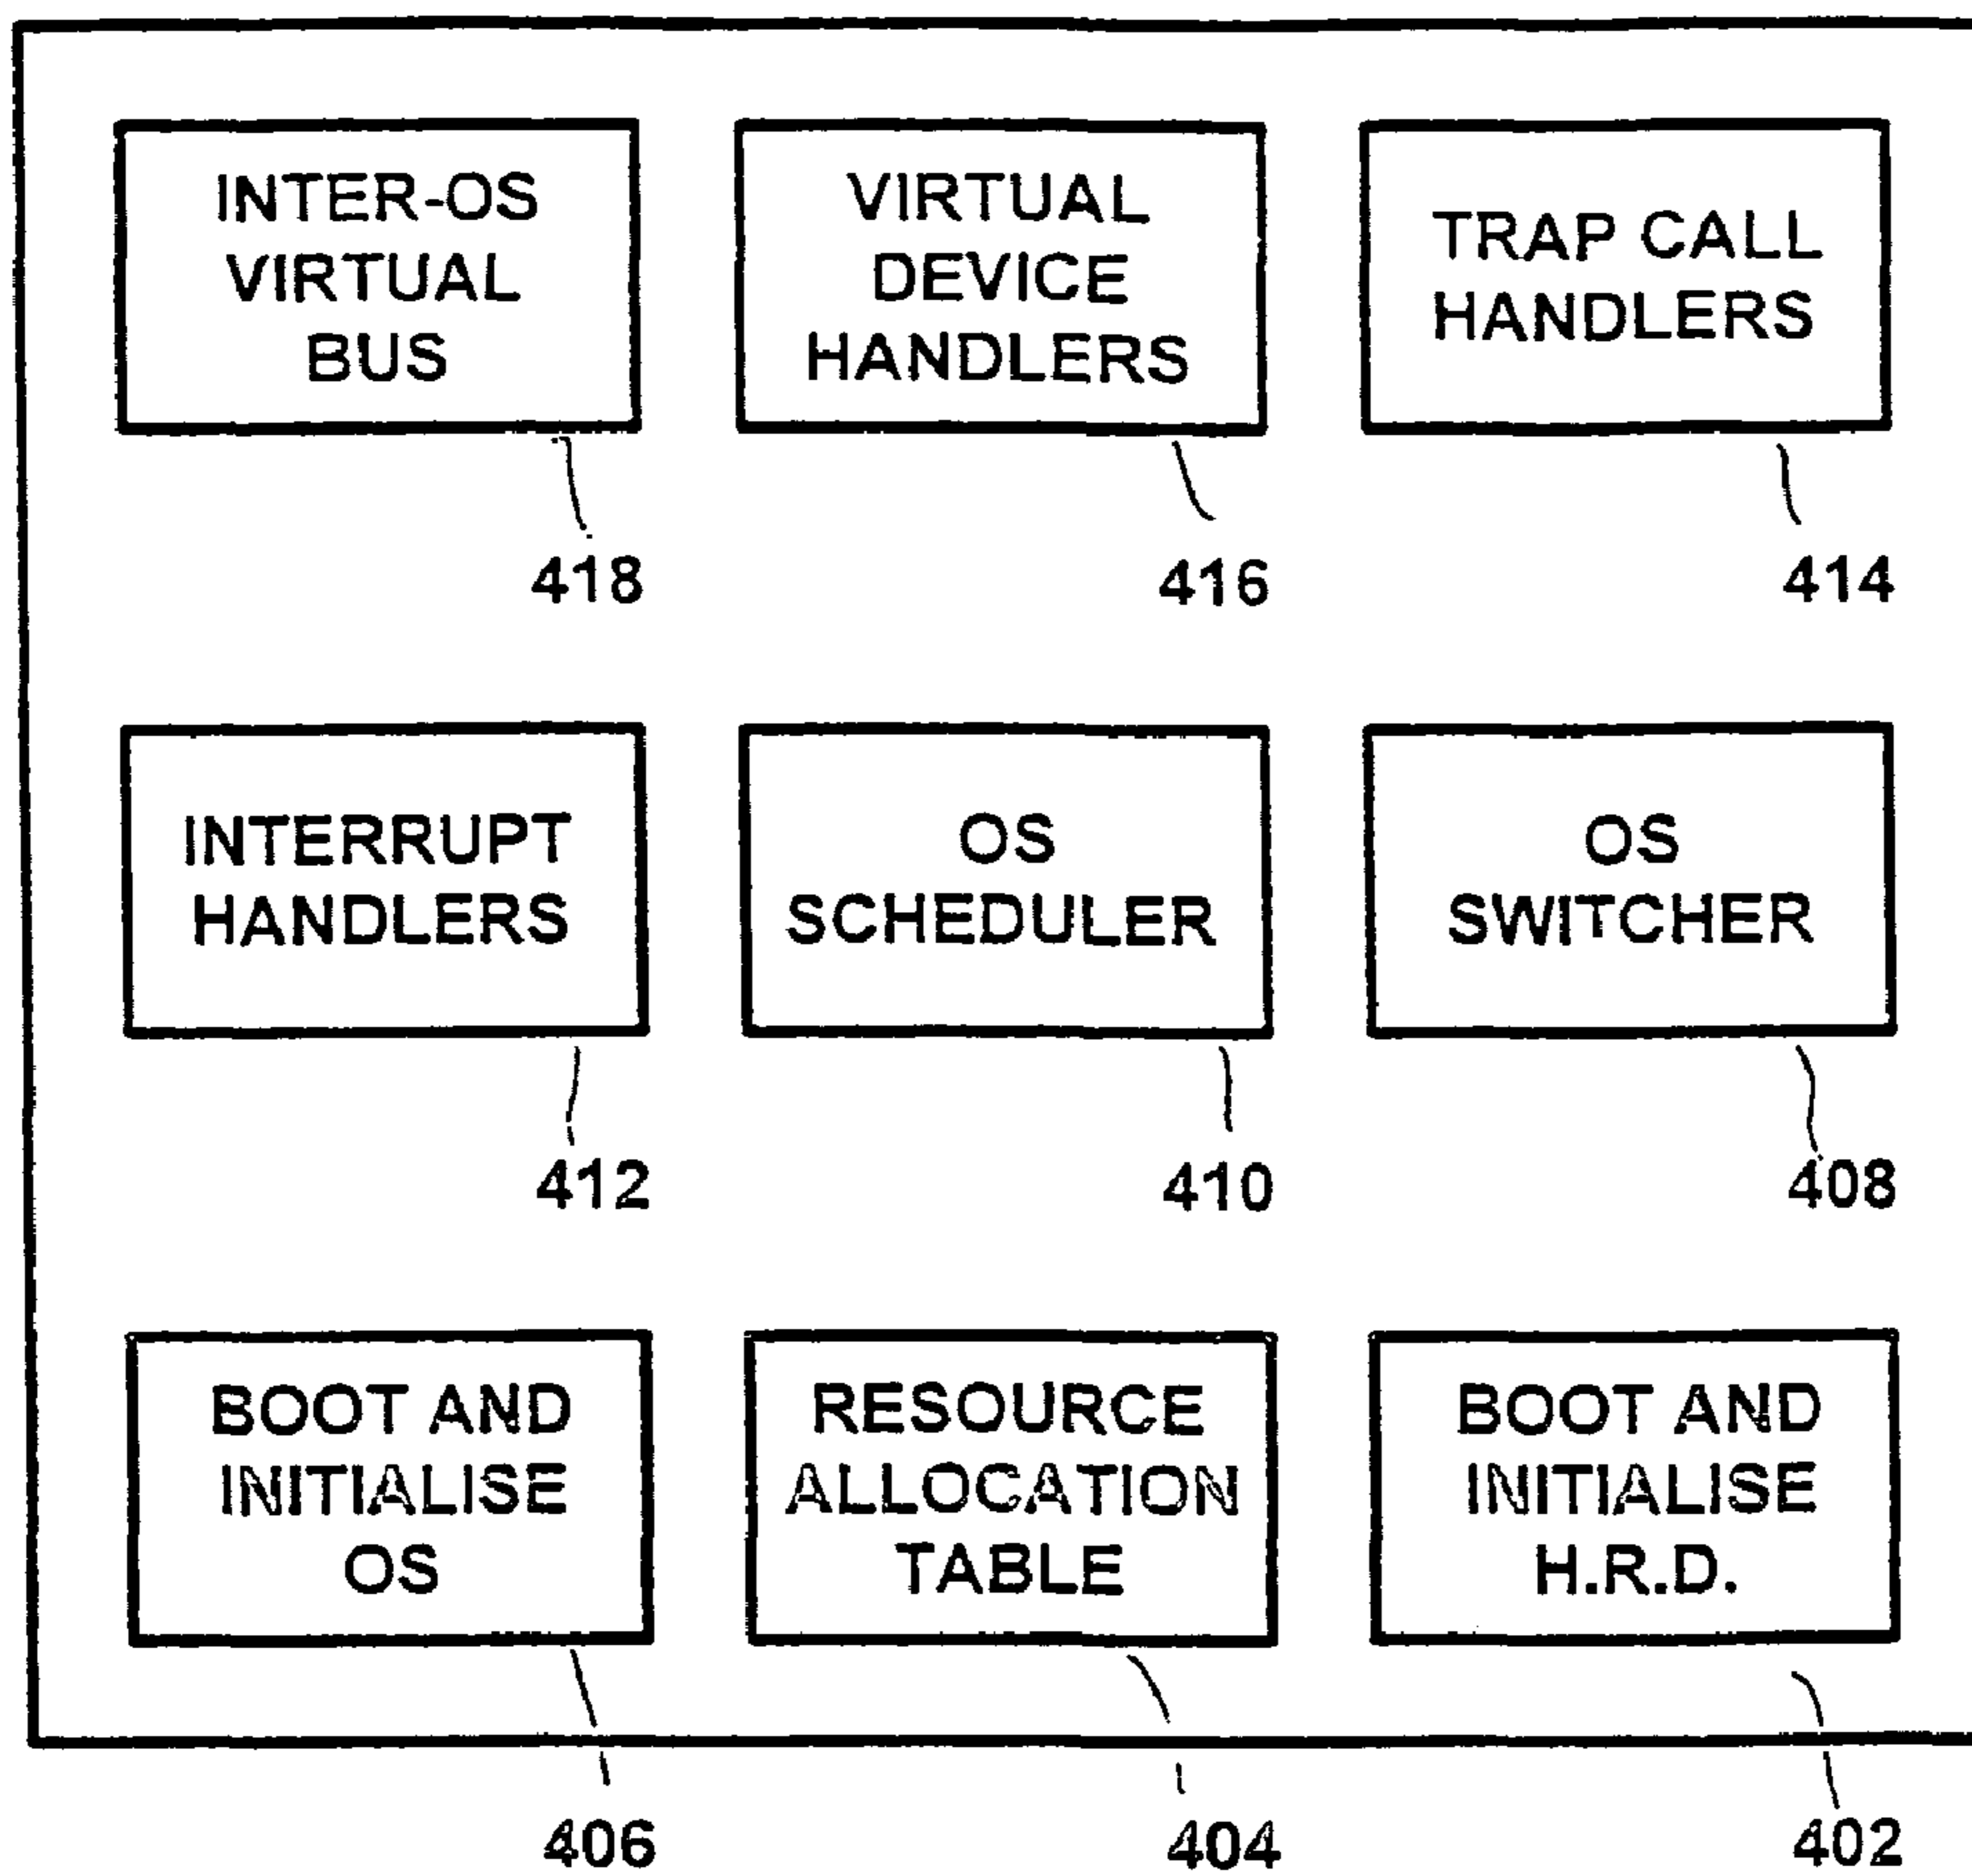 INTER-OS
VIRTUAL
BUS
418
VIRTUAL
DEVICE
HANDLERS
416
TRAP CALL
HANDLERS
414
INTERRUPT
HANDLERS
412
OS
SCHEDULER
410
OS
SWITCHER
408
BOOT AND
INITIALISE
OS
406
RESOURCE
ALLOCATION
TABLE
404
BOOT AND
INITIALISE
H.R.D.
402